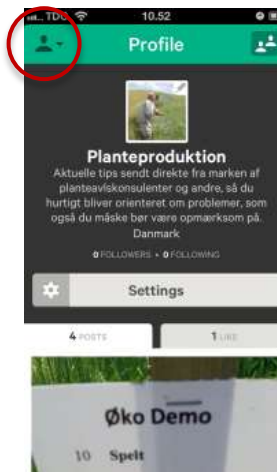 TDC 10.52
Profile
Planteproduktion
Aktuelle tips sendt direkte fra marken af
planteavlskonsulenter og andre, så du
hurtigt bliver orienteret om problemer, som
også du måske bør være opmærksom på.
Danmark
0 FOLLOWERS • 0 FOLLOWING
Settings
4 POSTS 1 LIKE
Øko Demo
10 Spelt